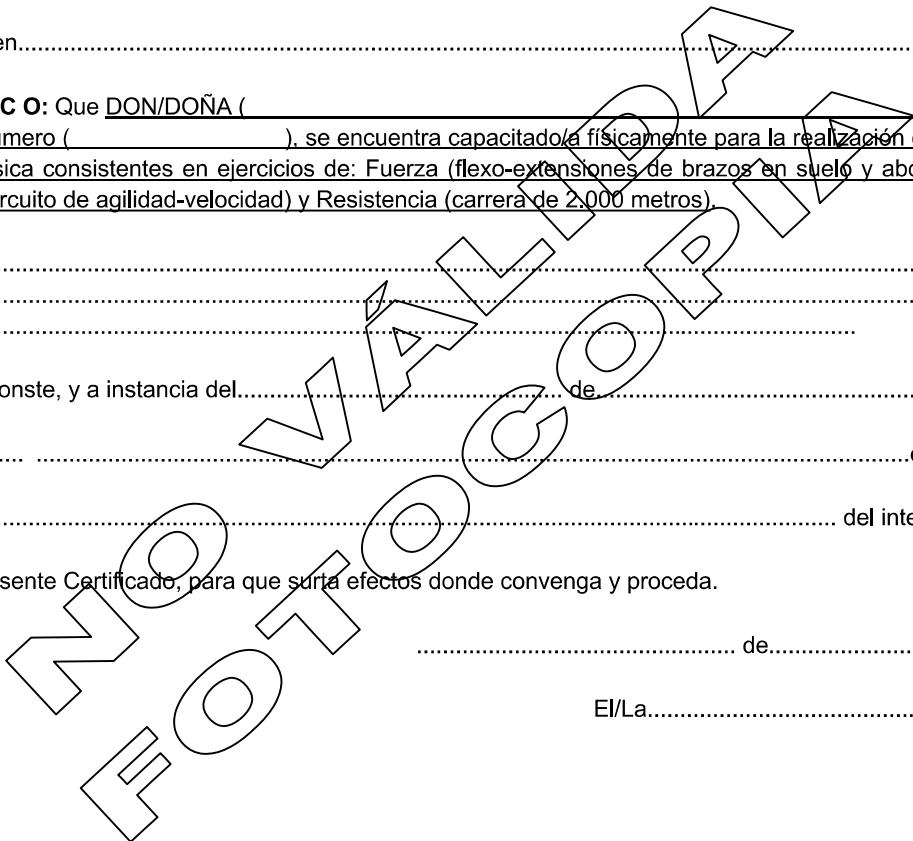 en....................................................................................................................................................
C O: Que DON/DOÑA (
úmero (                    ), se encuentra capacitado/a físicamente para la realización
sica consistentes en ejercicios de: Fuerza (flexo-extensiones de brazos en suelo y abd
rcuito de agilidad-velocidad) y Resistencia (carrera de 2.000 metros).
....................................................................................................................................................
....................................................................................................................................................
....................................................................................................................................................
onste, y a instancia del.................................................... de....................................................
.... ....................................................................................................................................................
.................................................................................................................................... del inte
sente Certificado, para que surta efectos donde convenga y proceda.
.................................................. de.......................
El/La..........................................
NO VÁLIDA
FOTOCOPIA